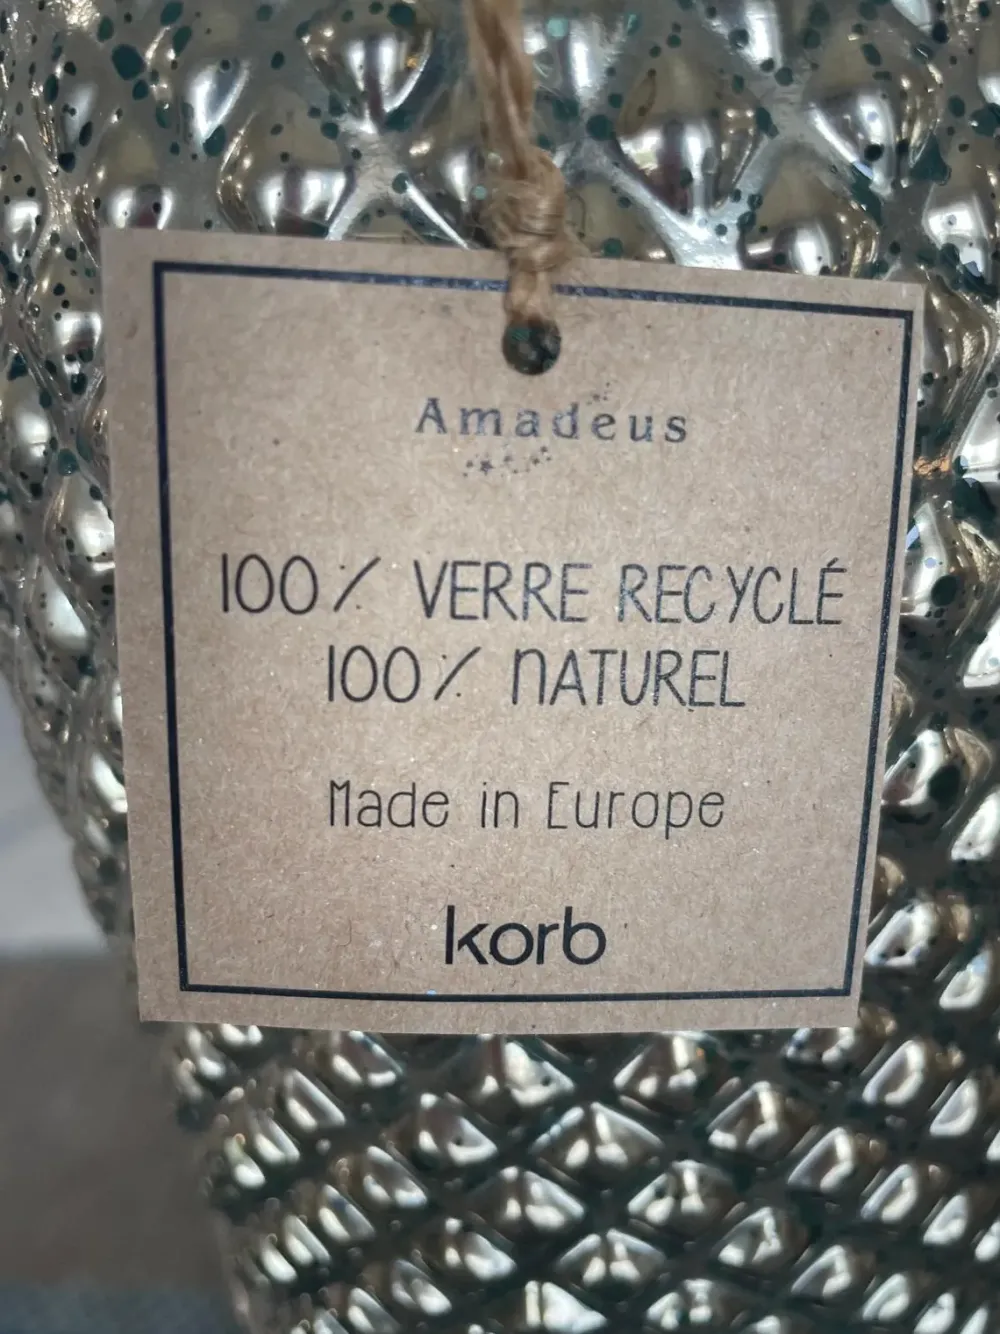 Amadeus
100% VERRE RECYCLÉ
100% NATUREL
Made in Europe
korb